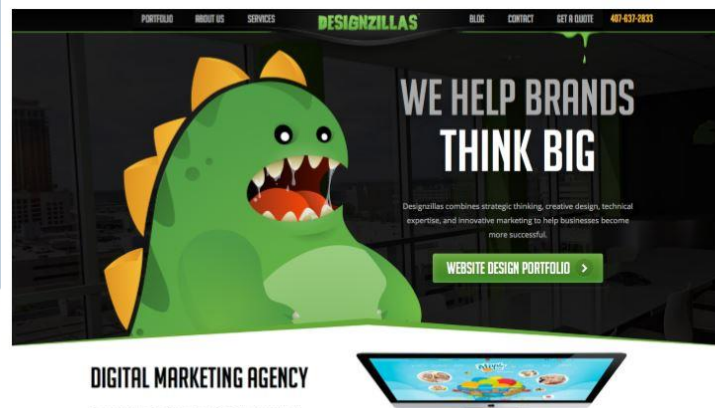 PORTFOLIO ABOUT US SERVICES DESIGNZILLAS BLOG CONTACT GET A QUOTE 407-637-2833
WE HELP BRANDS
THINK BIG
Designzillas combines strategic thinking, creative design, technical
expertise, and innovative marketing to help businesses become
more successful.
WEBSITE DESIGN PORTFOLIO >
DIGITAL MARKETING AGENCY